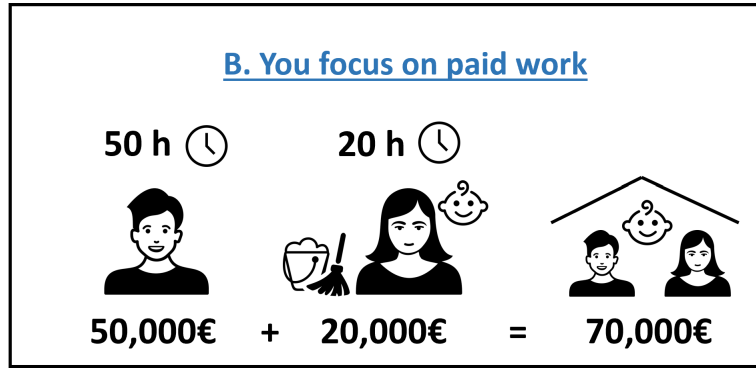 B. You focus on paid work
50 h 20 h
50,000€ + 20,000€ = 70,000€